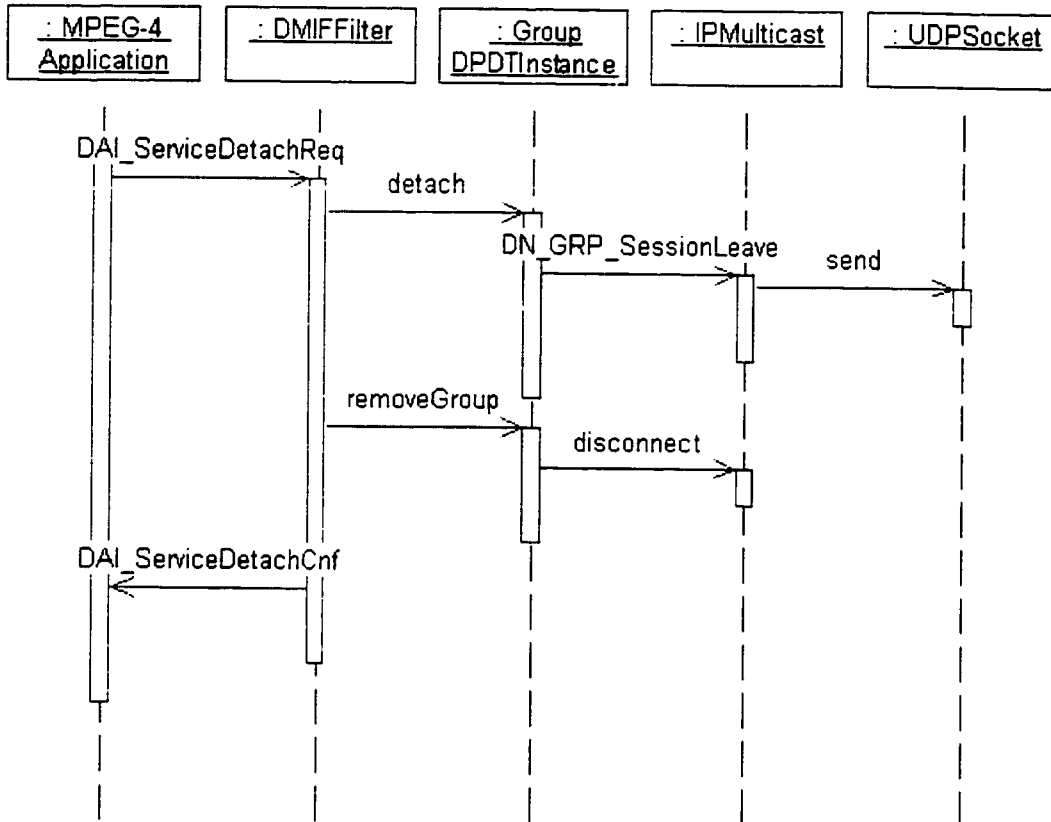 : MPEG-4
Application
: DMIFFilter
: Group
DPDTInstance
: IPMulticast
: UDPSocket
DAI_ServiceDetachReq
detach
DN_GRP_SessionLeave
send
removeGroup
disconnect
DAI_ServiceDetachCnf